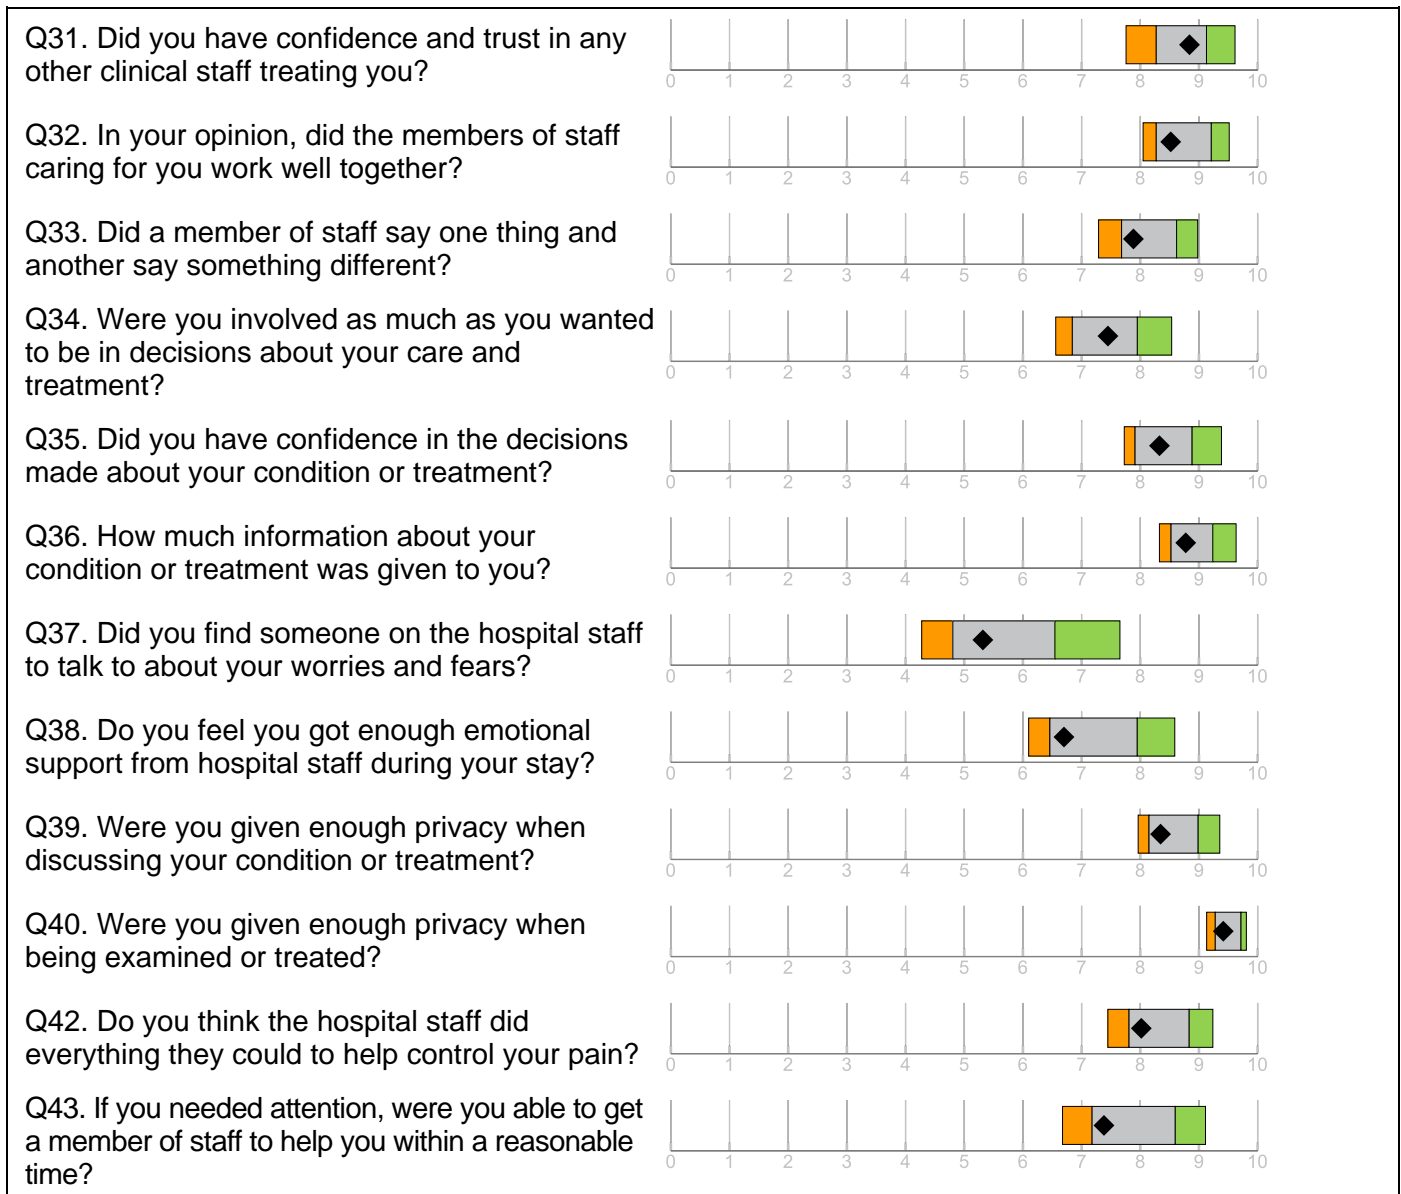 Q31. Did you have confidence and trust in any
other clinical staff treating you?
0 1 2 3 4 5 6 7 8 9 10
Q32. In your opinion, did the members of staff
caring for you work well together?
0 1 2 3 4 5 6 7 8 9 10
Q33. Did a member of staff say one thing and
another say something different?
0 1 2 3 4 5 6 7 8 9 10
Q34. Were you involved as much as you wanted
to be in decisions about your care and
treatment?
0 1 2 3 4 5 6 7 8 9 10
Q35. Did you have confidence in the decisions
made about your condition or treatment?
0 1 2 3 4 5 6 7 8 9 10
Q36. How much information about your
condition or treatment was given to you?
0 1 2 3 4 5 6 7 8 9 10
Q37. Did you find someone on the hospital staff
to talk to about your worries and fears?
0 1 2 3 4 5 6 7 8 9 10
Q38. Do you feel you got enough emotional
support from hospital staff during your stay?
0 1 2 3 4 5 6 7 8 9 10
Q39. Were you given enough privacy when
discussing your condition or treatment?
0 1 2 3 4 5 6 7 8 9 10
Q40. Were you given enough privacy when
being examined or treated?
0 1 2 3 4 5 6 7 8 9 10
Q42. Do you think the hospital staff did
everything they could to help control your pain?
0 1 2 3 4 5 6 7 8 9 10
Q43. If you needed attention, were you able to get
a member of staff to help you within a reasonable
time?
0 1 2 3 4 5 6 7 8 9 10